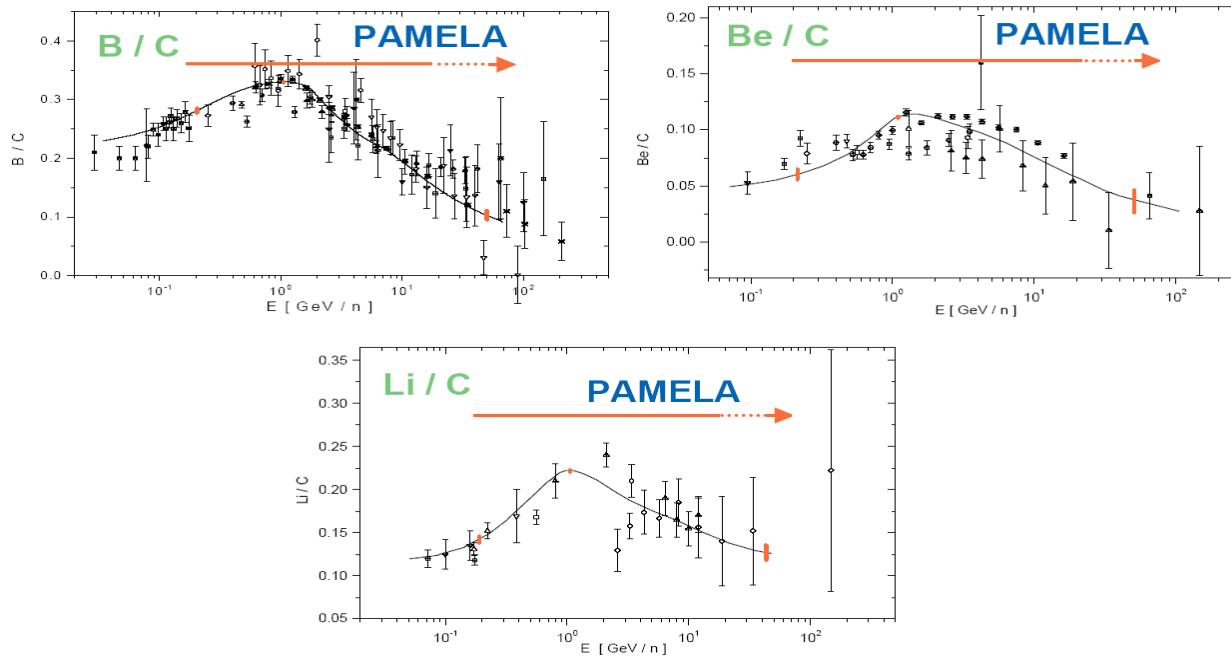 B / C
PAMELA
B / C
0.4
0.3
0.2
0.1
0.0
10⁻¹ 10⁰ 10¹ 10²
E [ GeV / n ]
Be / C
PAMELA
Be / C
0.20
0.15
0.10
0.05
0.00
10⁻¹ 10⁰ 10¹ 10²
E [ GeV / n ]
Li / C
PAMELA
Li / C
0.35
0.30
0.25
0.20
0.15
0.10
0.05
10⁻¹ 10⁰ 10¹ 10²
E [ GeV / n ]